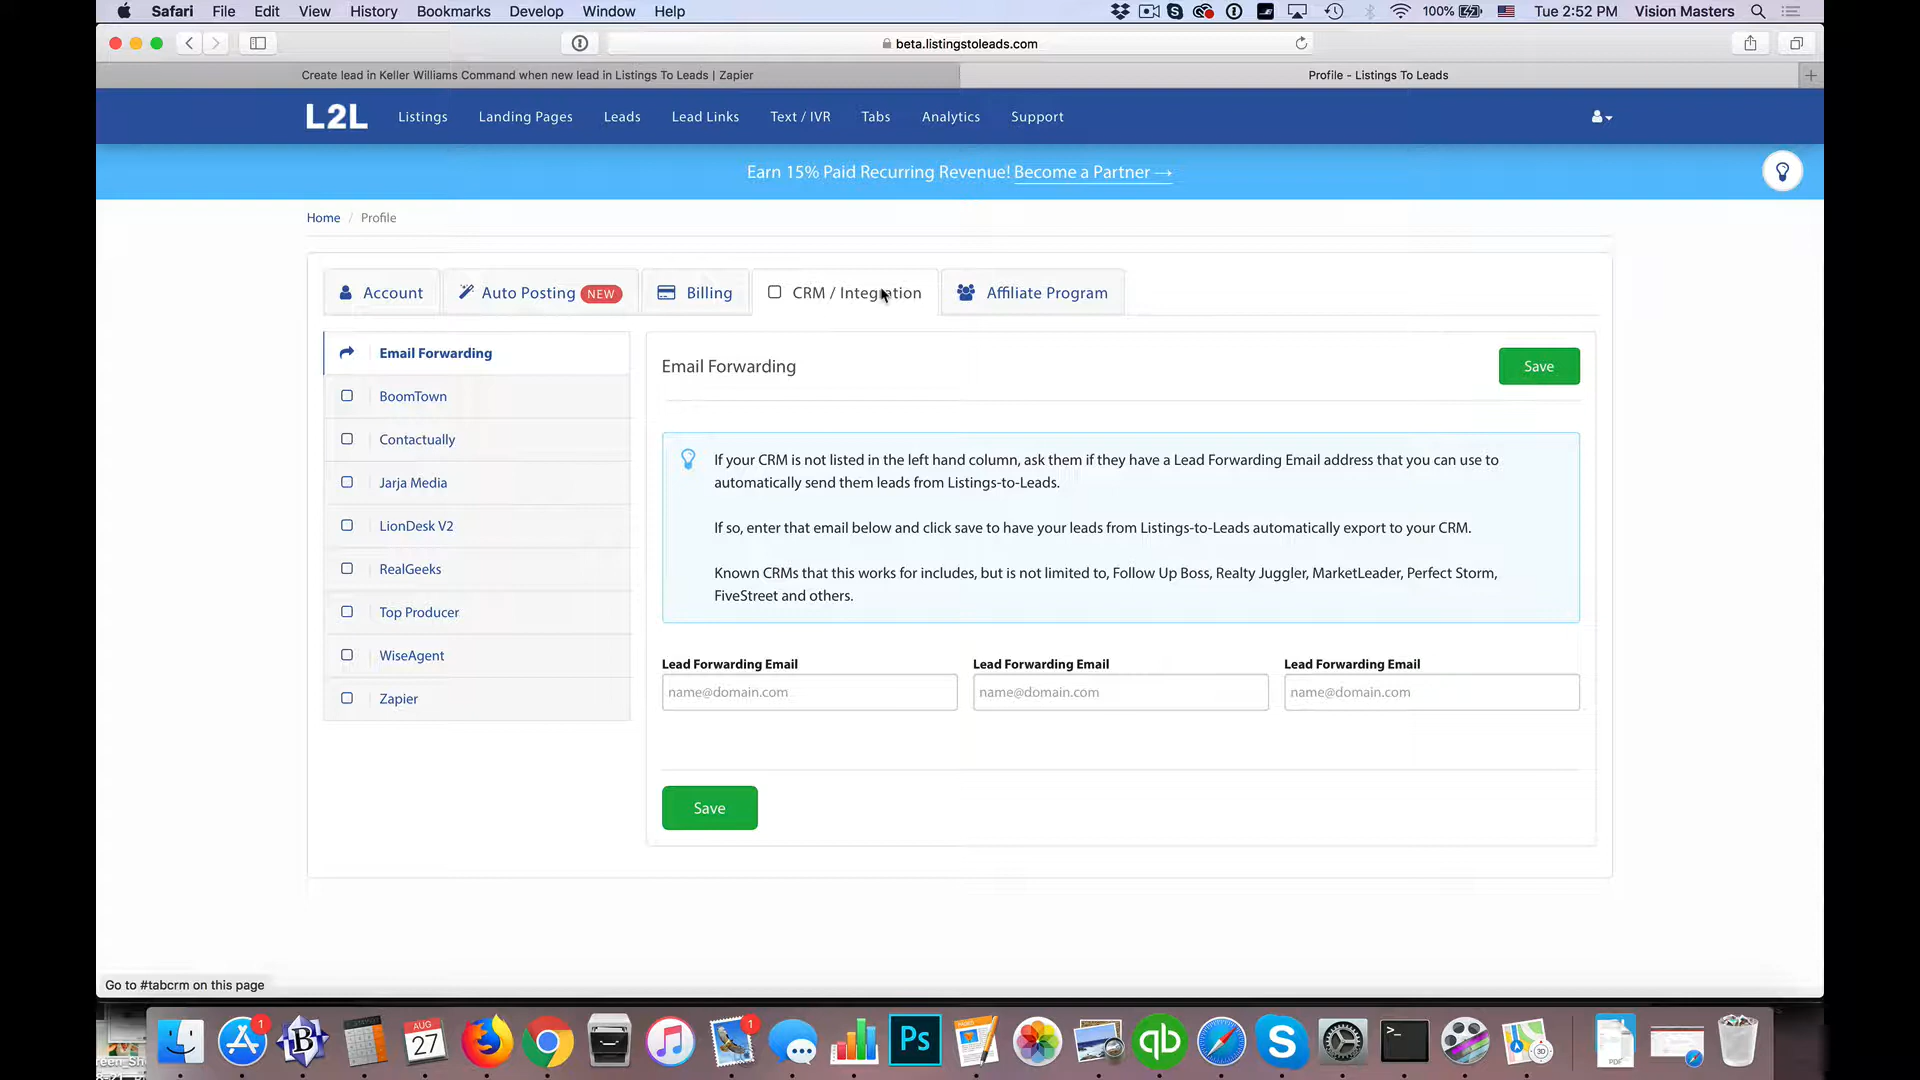 Safari File Edit View History Bookmarks Develop Window Help 100% Tue 2:52 PM Vision Masters
beta.listingstoleads.com
Create lead in Keller Williams Command when new lead in Listings To Leads | Zapier
Profile - Listings To Leads
L2L Listings Landing Pages Leads Lead Links Text / IVR Tabs Analytics Support
Earn 15% Paid Recurring Revenue! Become a Partner →
Home / Profile
Account Auto Posting NEW Billing CRM / Integration Affiliate Program
Email Forwarding
BoomTown
Contactually
Jarja Media
LionDesk V2
RealGeeks
Top Producer
WiseAgent
Zapier
Email Forwarding
Save
If your CRM is not listed in the left hand column, ask them if they have a Lead Forwarding Email address that you can use to
automatically send them leads from Listings-to-Leads.
If so, enter that email below and click save to have your leads from Listings-to-Leads automatically export to your CRM.
Known CRMs that this works for includes, but is not limited to, Follow Up Boss, Realty Juggler, MarketLeader, Perfect Storm,
FiveStreet and others.
Lead Forwarding Email Lead Forwarding Email Lead Forwarding Email
name@domain.com name@domain.com name@domain.com
Save
Go to #tabcrm on this page
1 AUG 27 1 Ps qb S >_ 3D PDF